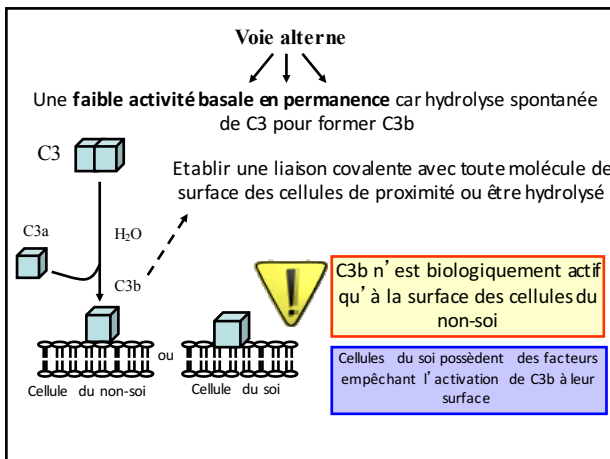 Voie alterne
Une faible activité basale en permanence car hydrolyse spontanée
de C3 pour former C3b
C3
Etablir une liaison covalente avec toute molécule de
surface des cellules de proximité ou être hydrolysé
C3a
H2O
C3b
C3b n' est biologiquement actif
qu' à la surface des cellules du
non-soi
ou
Cellule du non-soi
Cellule du soi
Cellules du soi possèdent des facteurs
empêchant l' activation de C3b à leur
surface